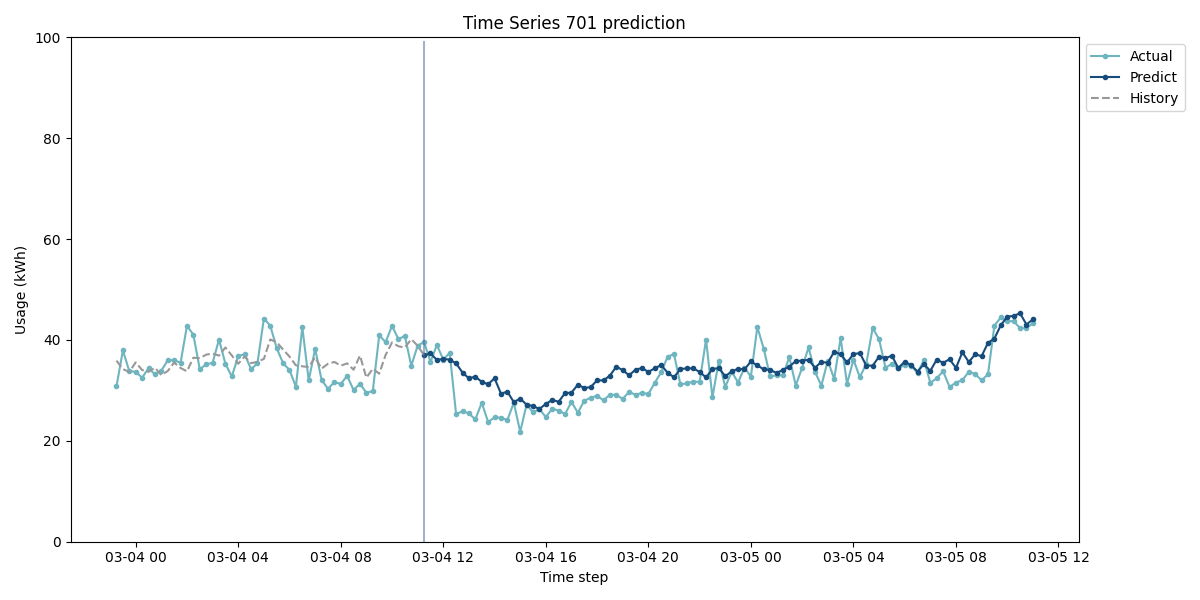 Time Series 701 prediction
100
80
60
40
20
0
Usage (kWh)
03-04 00
03-04 04
03-04 08
03-04 12
03-04 16
03-04 20
03-05 00
03-05 04
03-05 08
03-05 12
Time step
Actual
Predict
History